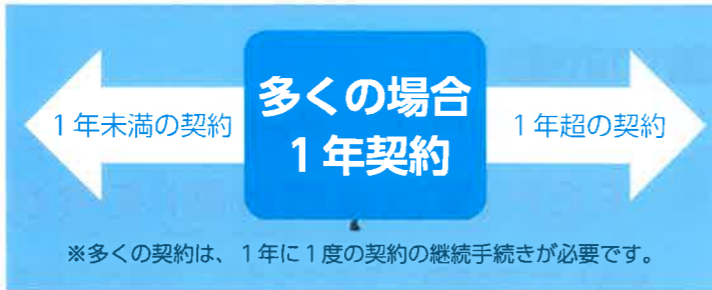 1年未満の契約
多くの場合
1年契約
1年超の契約
※多くの契約は、1年に1度の契約の継続手続きが必要です。